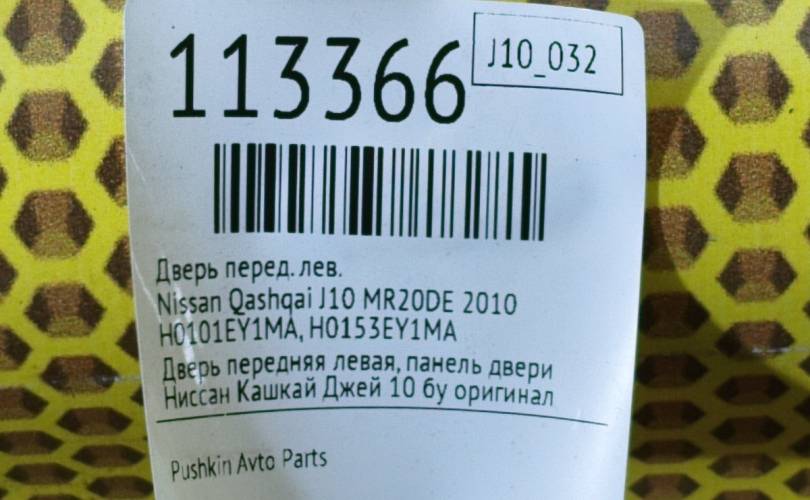 113366
J10_032
Дверь перед. лев.
Nissan Qashqai J10 MR20DE 2010
H0101EY1MA, H0153EY1MA
Дверь передняя левая, панель двери
Ниссан Кашкай Джей 10 бу оригинал
Pushkin Avto Parts